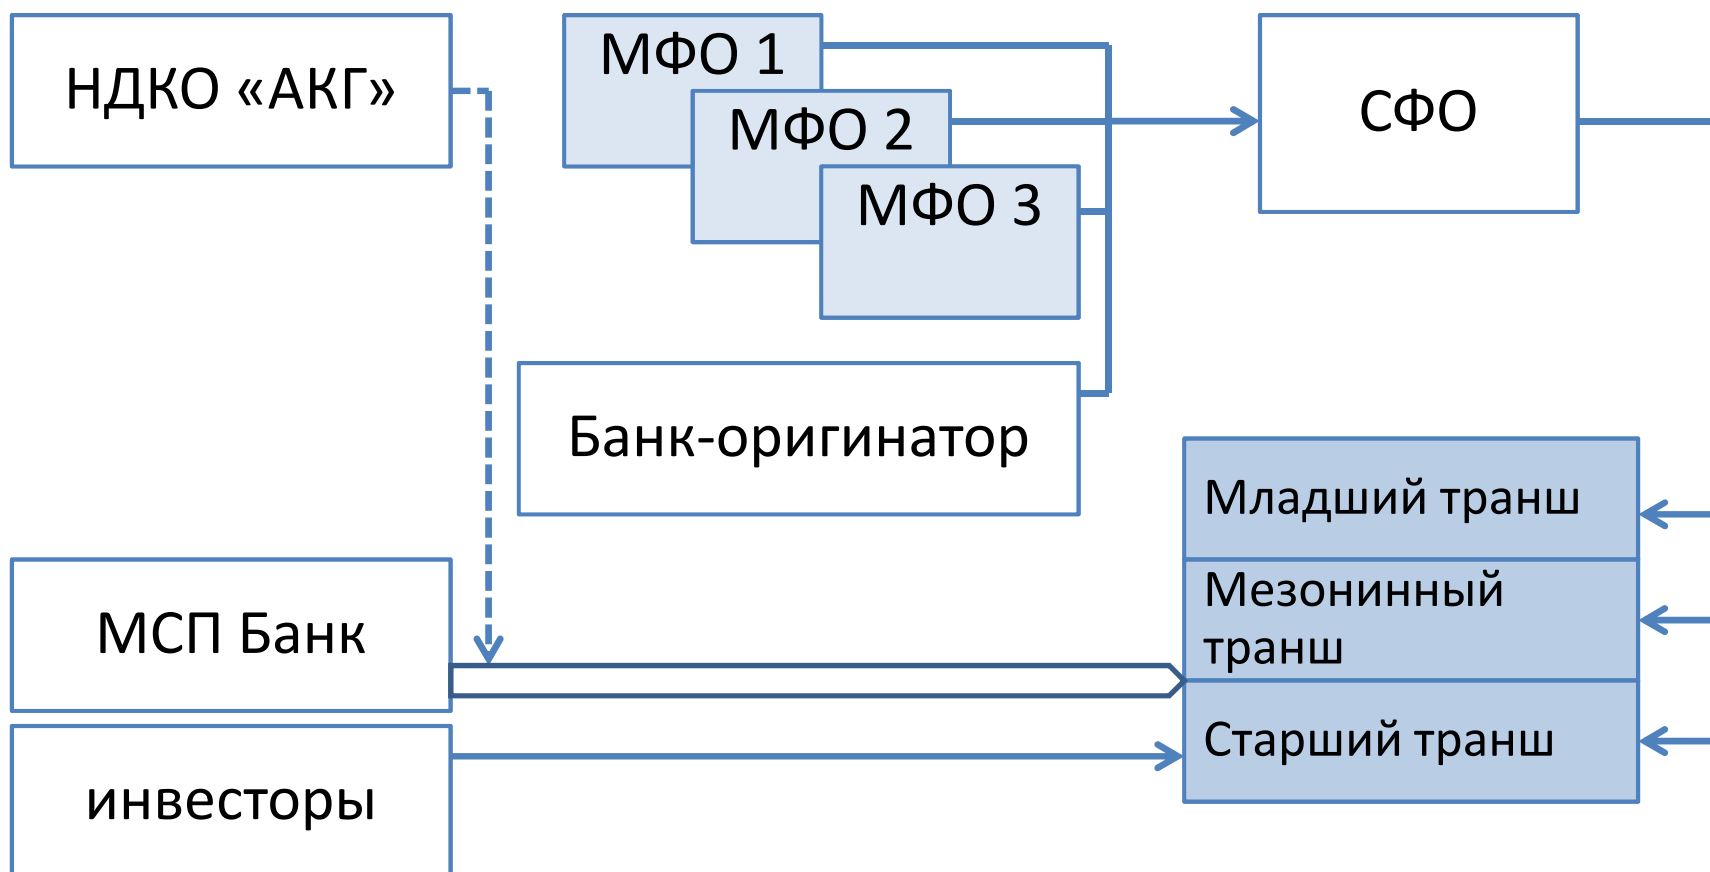 НДКО «АКГ»
МФО 1
МФО 2
МФО 3
СФО
Банк-оригинатор
Младший транш
Мезонинный
транш
Старший транш
МСП Банк
инвесторы